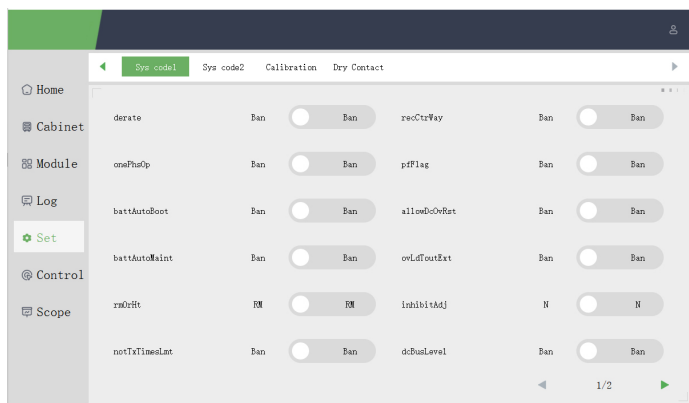 Sys code1 Sys code2 Calibration Dry Contact
Home
Cabinet
Module
Log
Set
Control
Scope
derate Ban Ban recCtrWay Ban Ban
onePhsOp Ban Ban pfFlag Ban Ban
battAutoBoot Ban Ban allowDcOvRst Ban Ban
battAutoMaint Ban Ban ovLdToutExt Ban Ban
rmOrHt RM RM inhibitAdj N N
notTxTimesLmt Ban Ban dcBusLevel Ban Ban
1/2